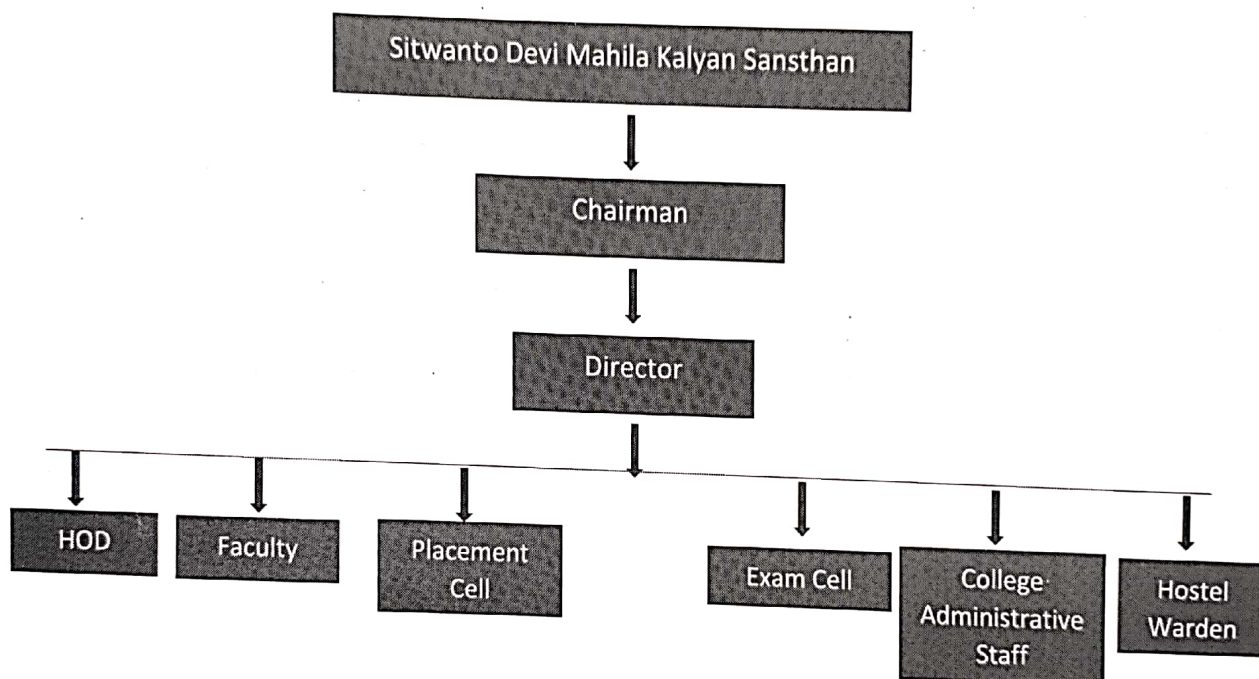 Sitwanto Devi Mahila Kalyan Sansthan
Chairman
Director
HOD
Faculty
Placement
Cell
Exam Cell
College
Administrative
Staff
Hostel
Warden